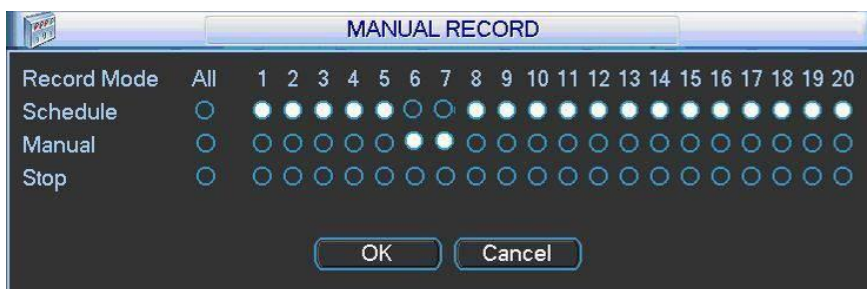 MANUAL RECORD
Record Mode All 1 2 3 4 5 6 7 8 9 10 11 12 13 14 15 16 17 18 19 20
Schedule
Manual
Stop
OK Cancel